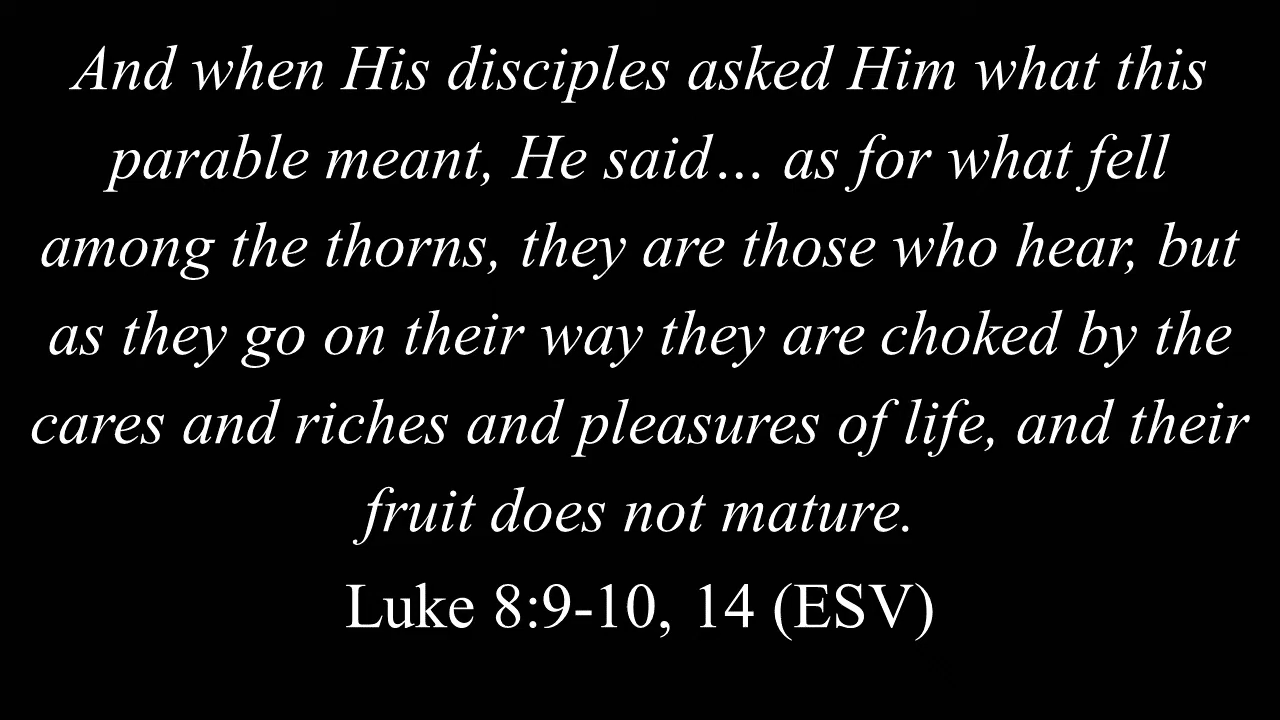 And when His disciples asked Him what this
parable meant, He said… as for what fell
among the thorns, they are those who hear, but
as they go on their way they are choked by the
cares and riches and pleasures of life, and their
fruit does not mature.
Luke 8:9-10, 14 (ESV)